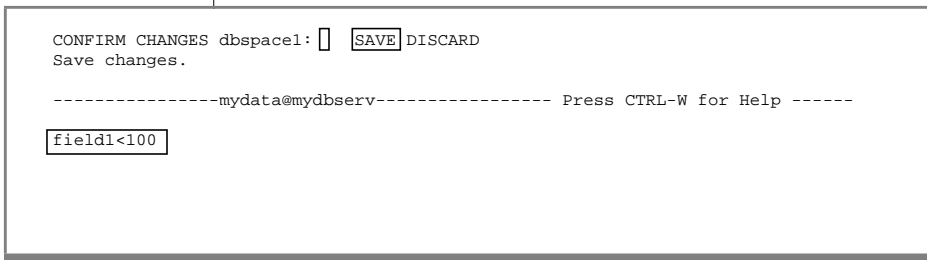 CONFIRM CHANGES dbspace1: SAVE DISCARD
Save changes.
----------------mydata@mydbserv----------------- Press CTRL-W for Help ------
field1<100